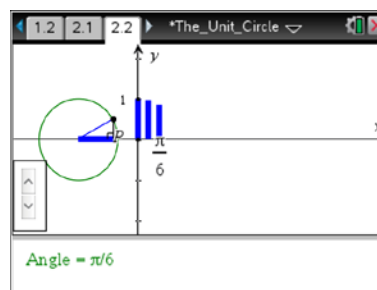 1.2 2.1 2.2 *The_Unit_Circle
y
1
x
π
6
Angle = π/6